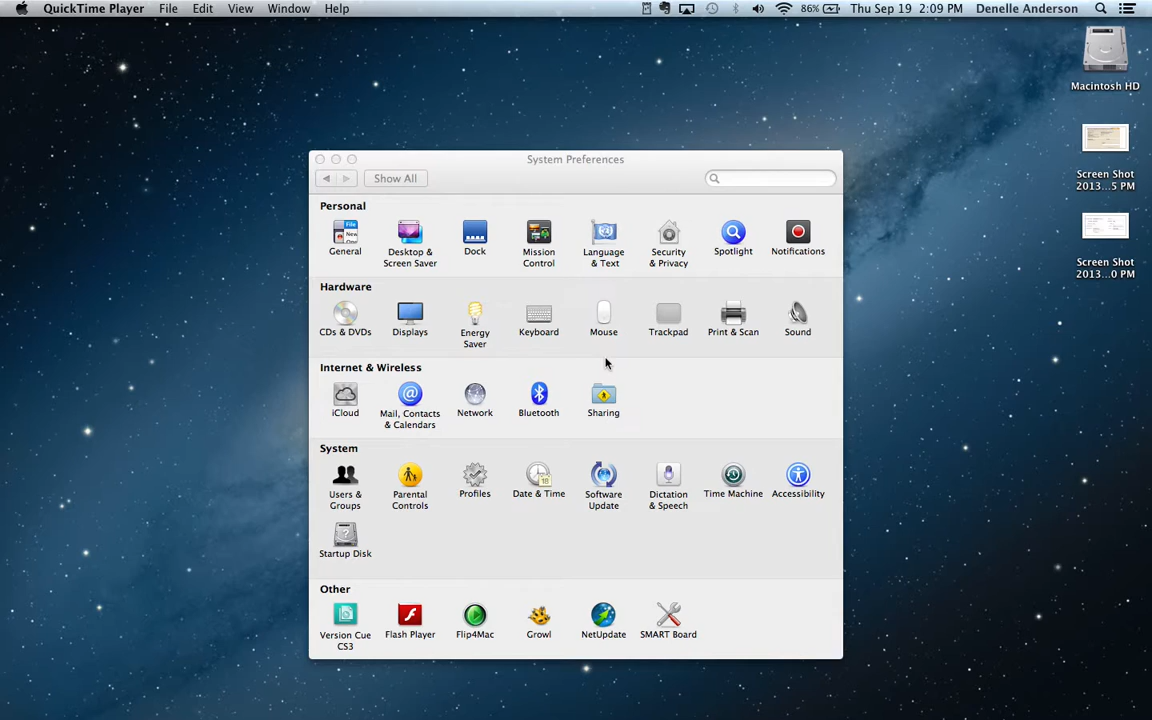 QuickTime Player File Edit View Window Help 86% Thu Sep 19 2:09 PM Denelle Anderson
Macintosh HD
Screen Shot
2013...5 PM
Screen Shot
2013...0 PM
System Preferences
Show All
Personal
General
Desktop &
Screen Saver
Dock
Mission
Control
Language
& Text
Security
& Privacy
Spotlight
Notifications
Hardware
CDs & DVDs
Displays
Energy
Saver
Keyboard
Mouse
Trackpad
Print & Scan
Sound
Internet & Wireless
iCloud
Mail, Contacts
& Calendars
Network
Bluetooth
Sharing
System
Users &
Groups
Parental
Controls
Profiles
Date & Time
Software
Update
Dictation
& Speech
Time Machine
Accessibility
Startup Disk
Other
Version Cue
CS3
Flash Player
Flip4Mac
Growl
NetUpdate
SMART Board